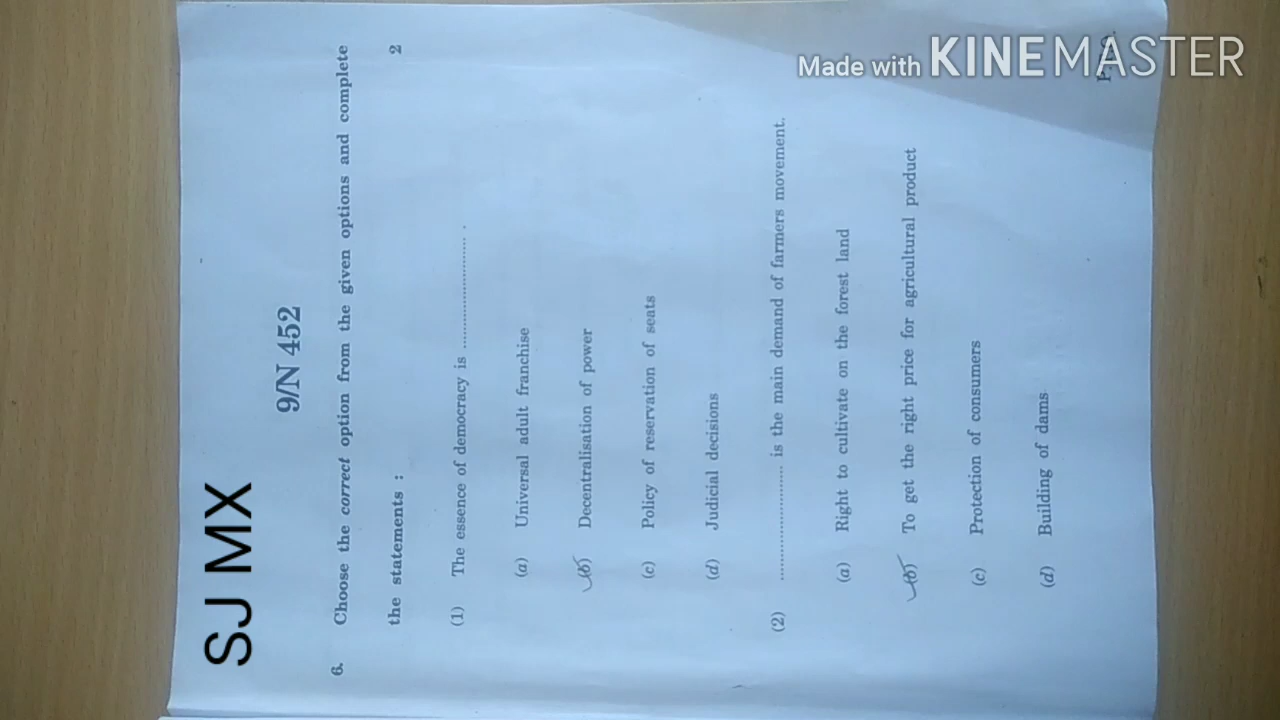 SJ MX
Made with KINEMASTER
9/N 452
6. Choose the correct option from the given options and complete
the statements : 2
(1) The essence of democracy is ........................ .
(a) Universal adult franchise
(b) Decentralisation of power
(c) Policy of reservation of seats
(d) Judicial decisions
(2) ........................ is the main demand of farmers movement.
(a) Right to cultivate on the forest land
(b) To get the right price for agricultural product
(c) Protection of consumers
(d) Building of dams